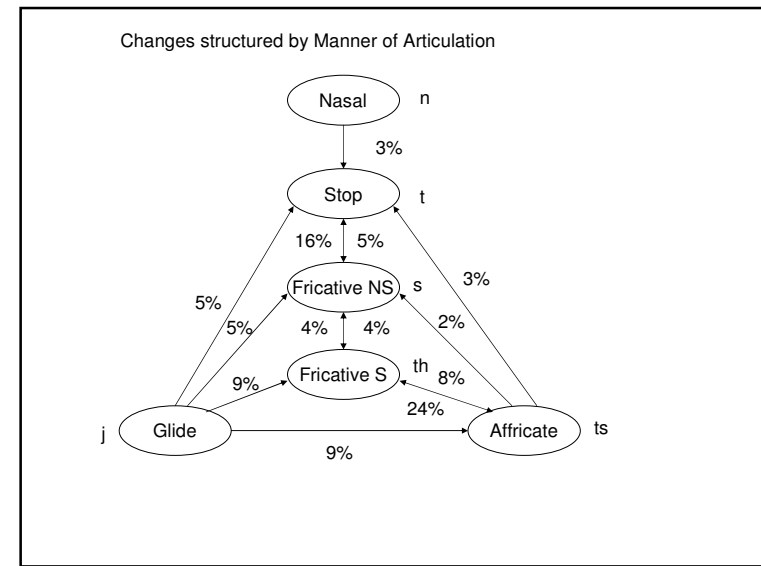 Changes structured by Manner of Articulation
Nasal n
3%
Stop t
16% 5%
3%
Fricative NS s
5%
5% 4% 4% 2%
Fricative S th
9% 8%
24%
j Glide Affricate ts
9%